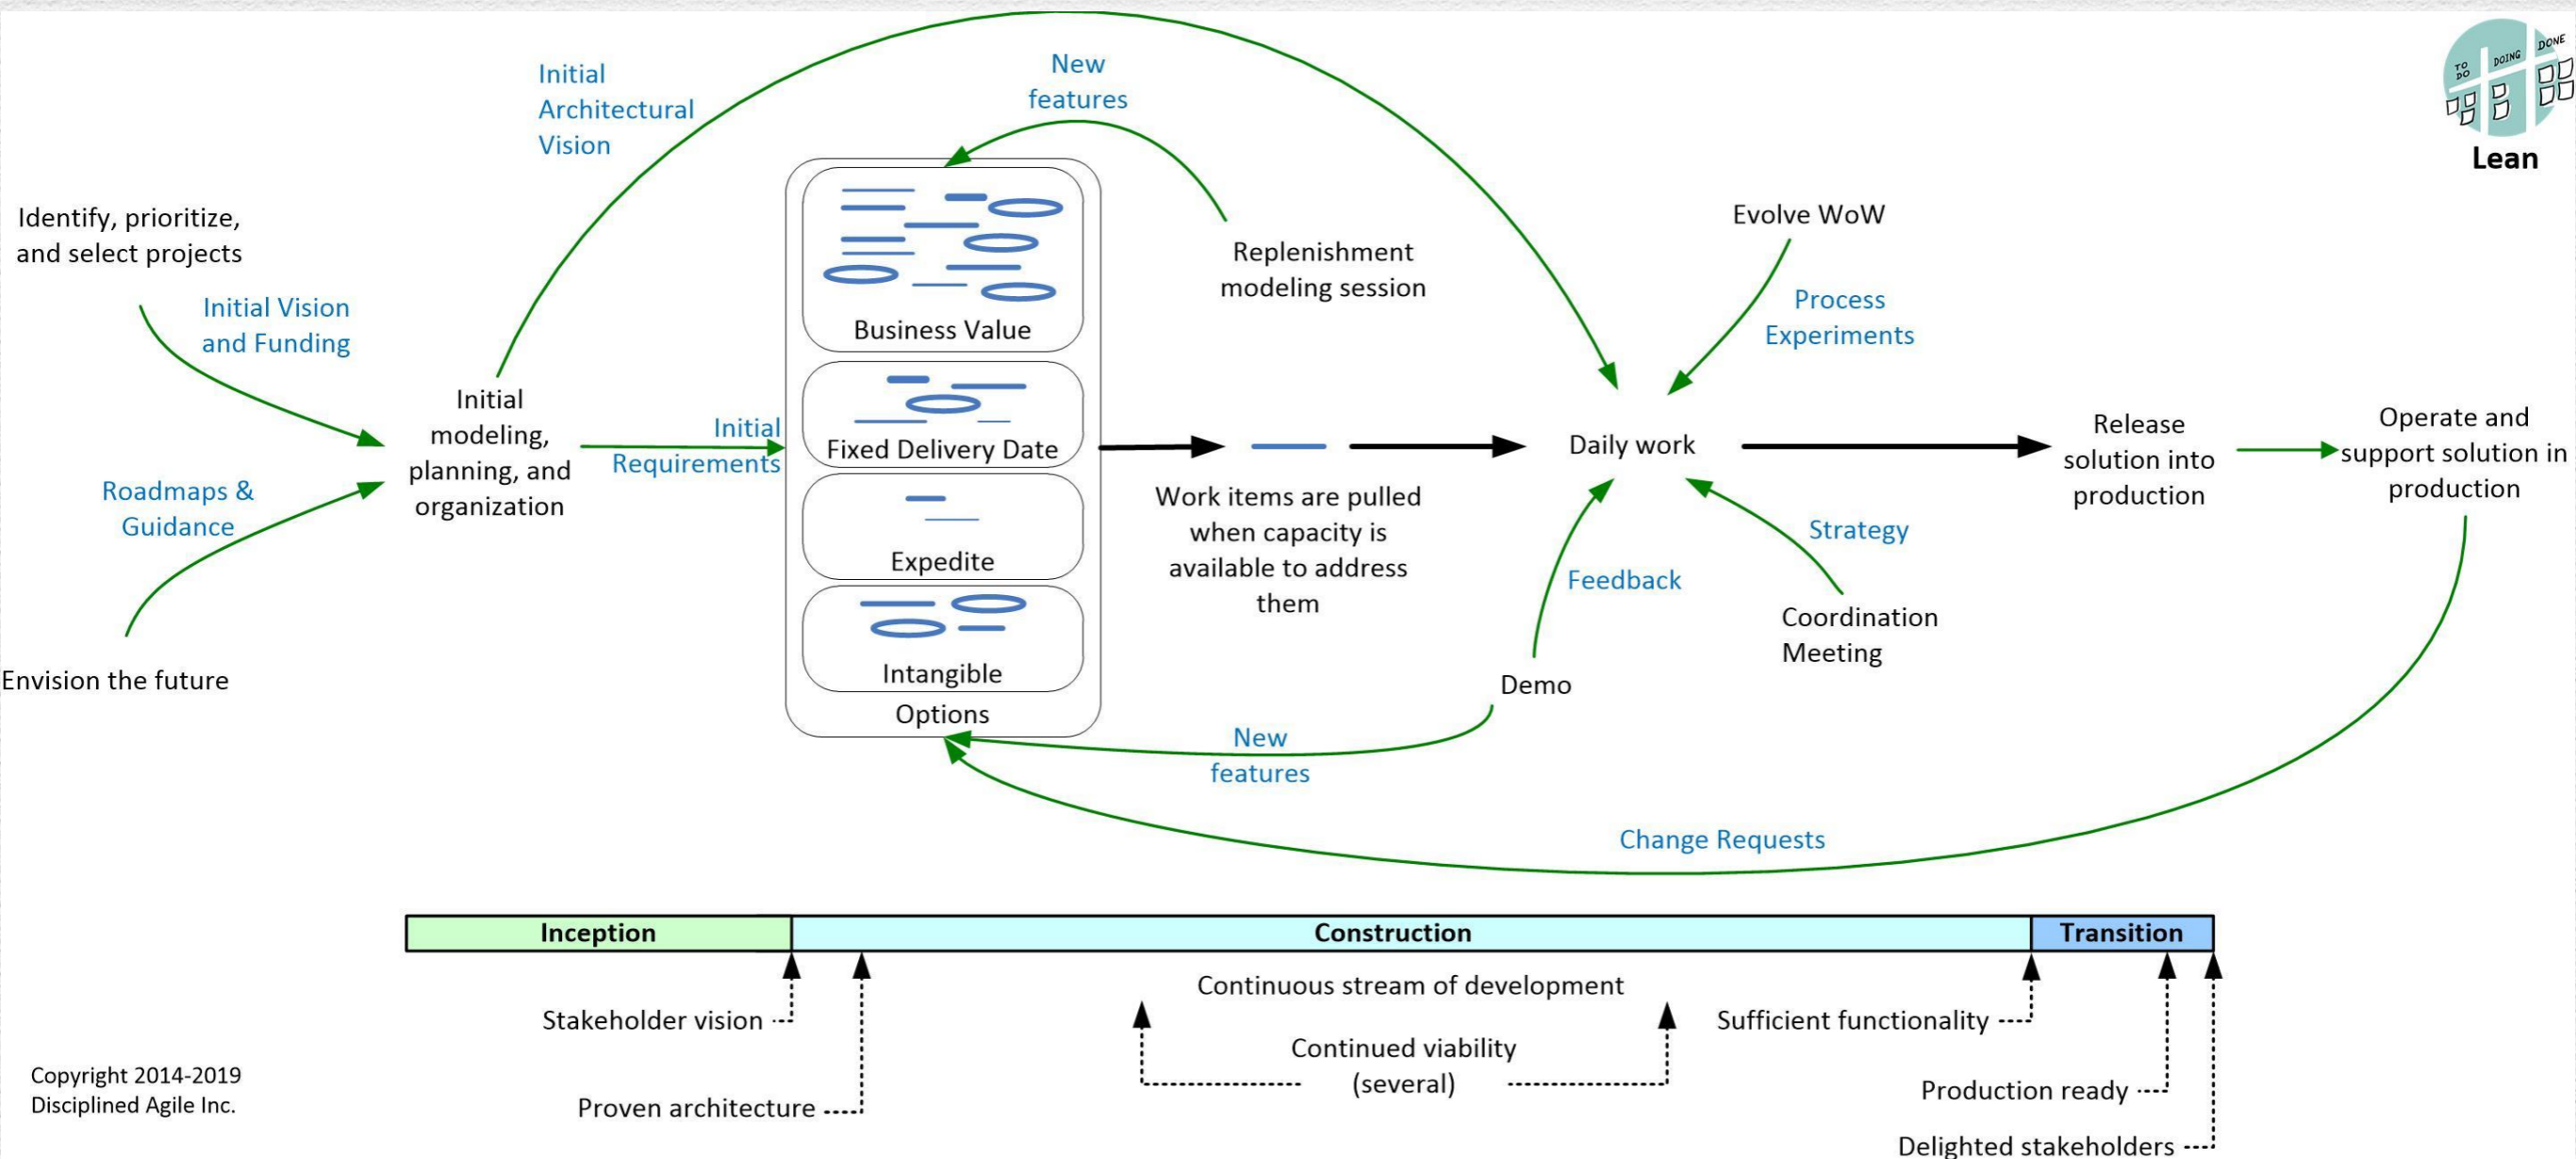 Initial
Architectural
Vision
New
features
TO
DO
DOING
DONE
Lean
Identify, prioritize,
and select projects
Initial Vision
and Funding
Roadmaps &
Guidance
Envision the future
Initial
modeling,
planning, and
organization
Initial
Requirements
Business Value
Fixed Delivery Date
Expedite
Intangible
Options
Replenishment
modeling session
Work items are pulled
when capacity is
available to address
them
Evolve WoW
Process
Experiments
Daily work
Feedback
Strategy
Coordination
Meeting
Demo
New
features
Release
solution into
production
Operate and
support solution in
production
Change Requests
Inception
Construction
Transition
Stakeholder vision
Proven architecture
Continuous stream of development
Continued viability
(several)
Sufficient functionality
Production ready
Delighted stakeholders
Copyright 2014-2019
Disciplined Agile Inc.